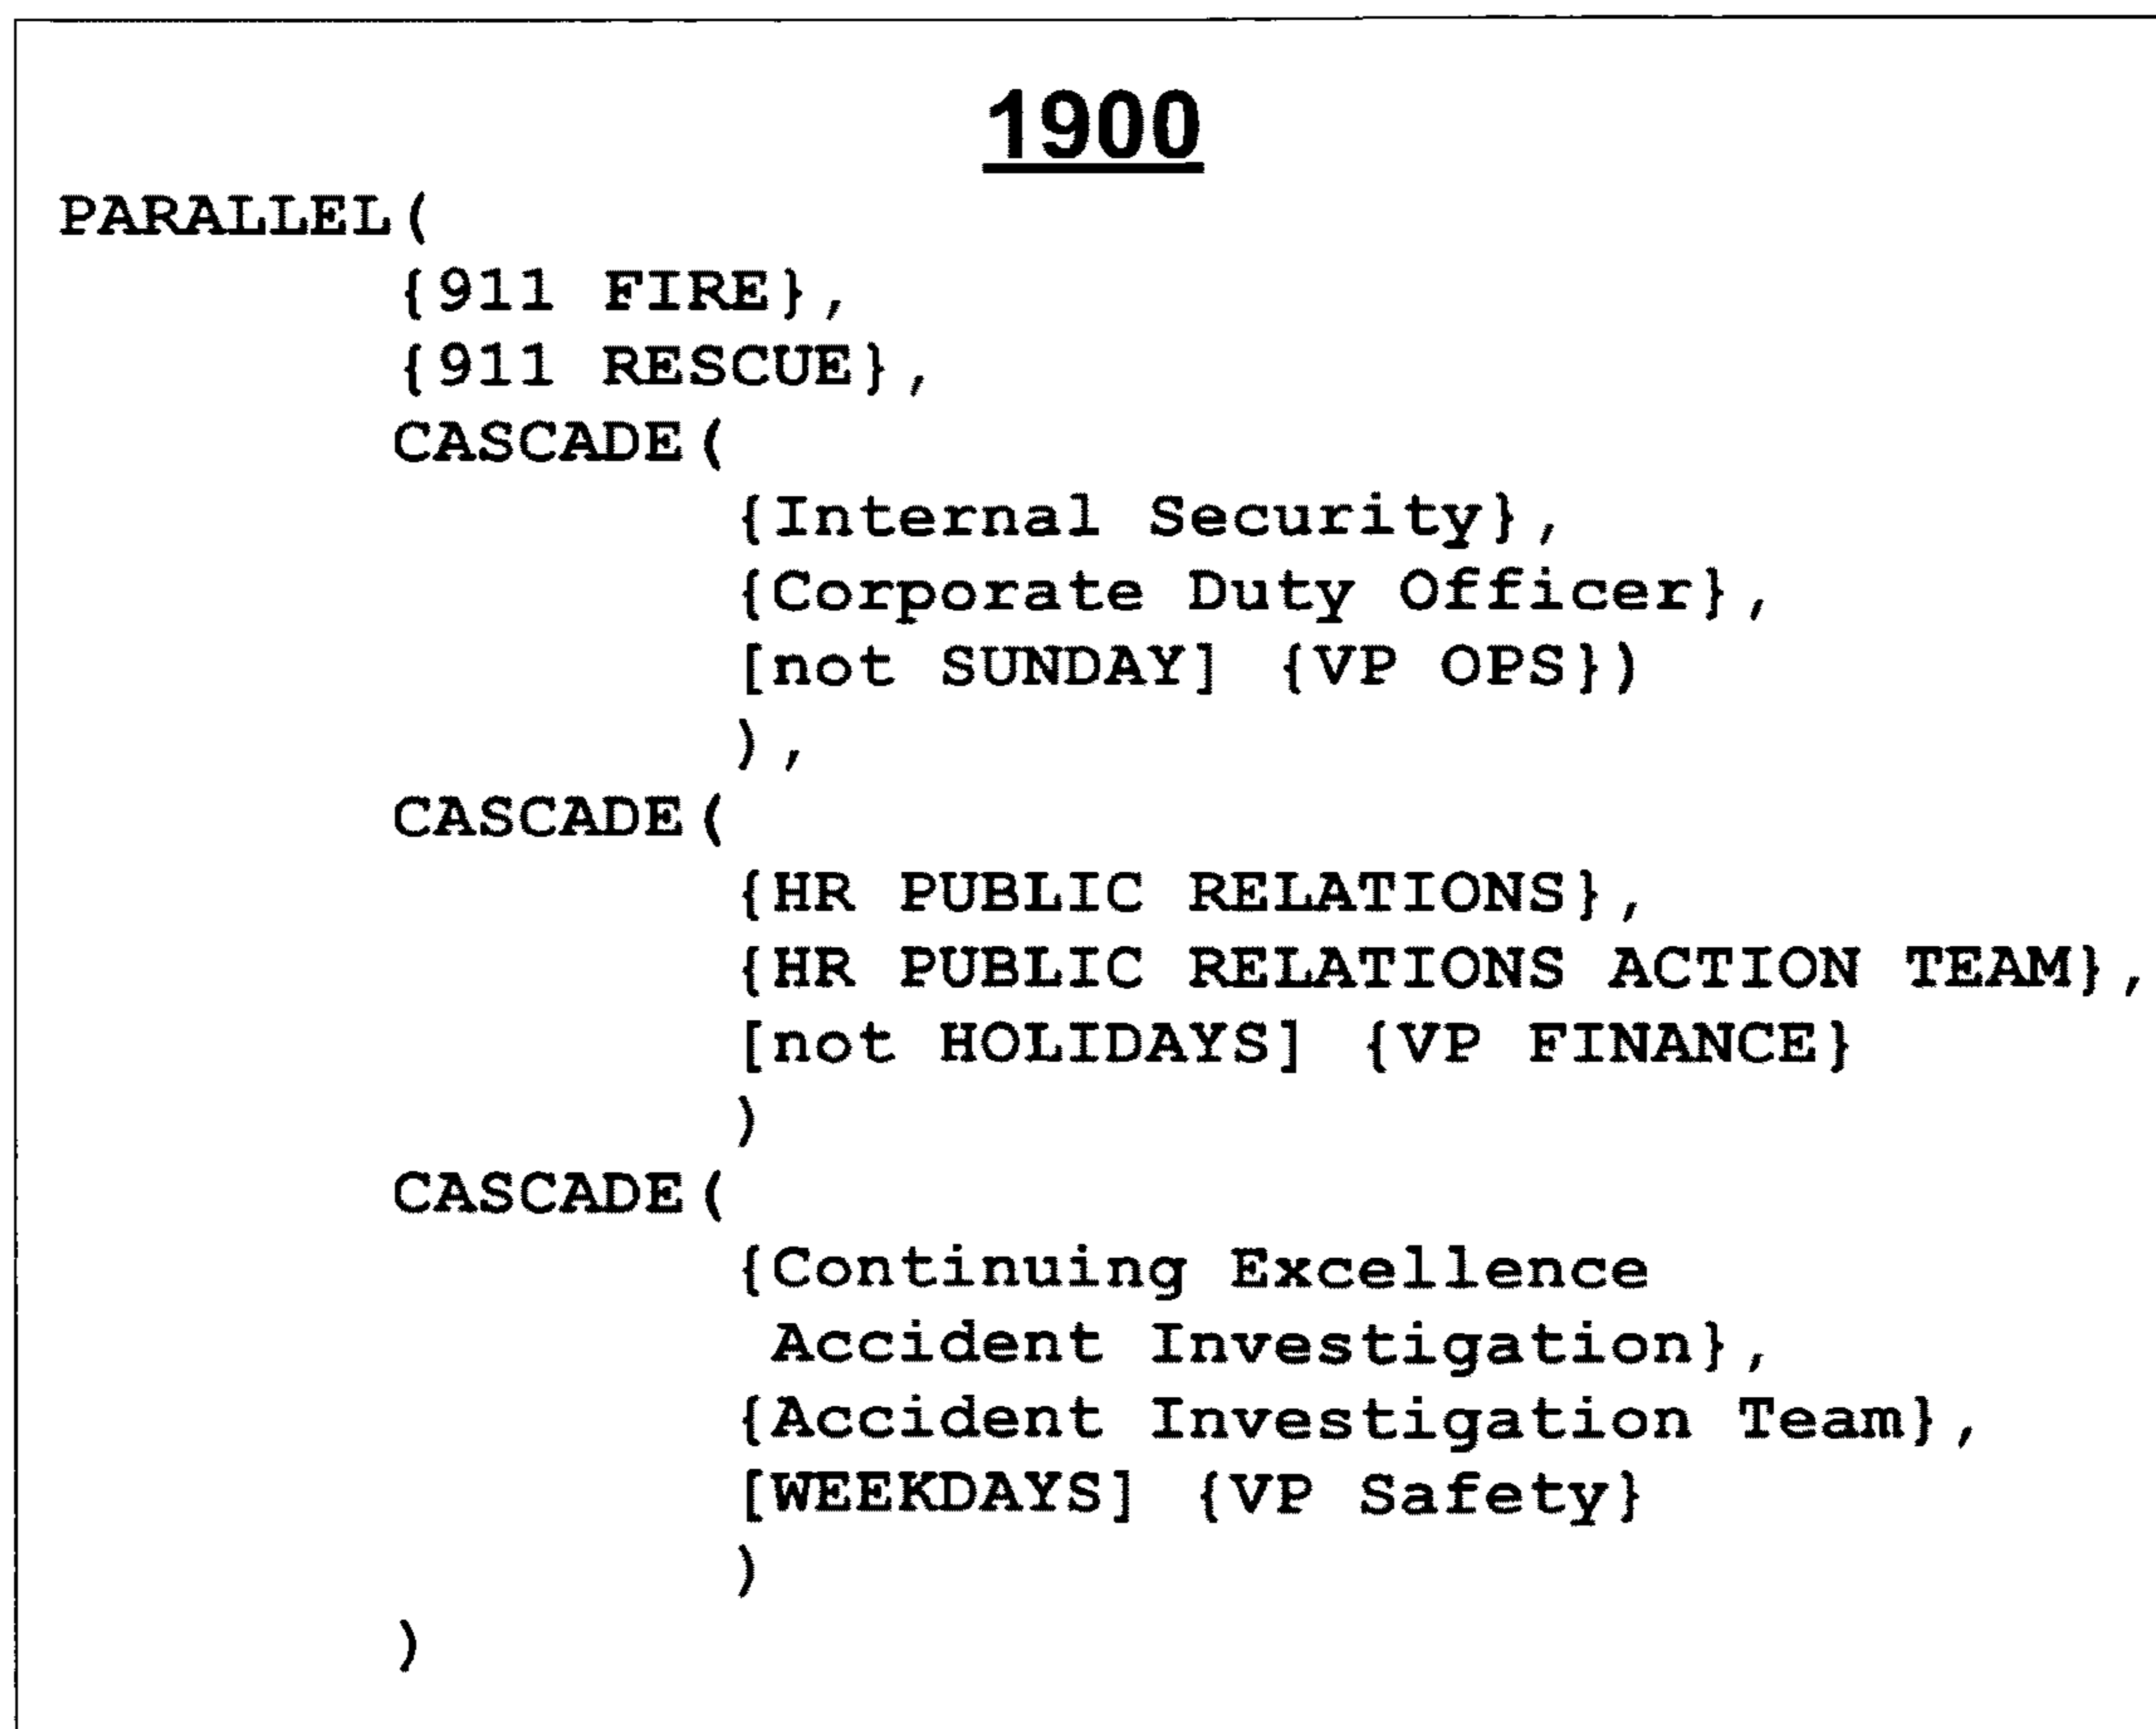 1900
PARALLEL(
{911 FIRE},
{911 RESCUE},
CASCADE(
{Internal Security},
{Corporate Duty Officer},
[not SUNDAY] {VP OPS})
),
CASCADE(
{HR PUBLIC RELATIONS},
{HR PUBLIC RELATIONS ACTION TEAM},
[not HOLIDAYS] {VP FINANCE}
)
CASCADE(
{Continuing Excellence
Accident Investigation},
{Accident Investigation Team},
[WEEKDAYS] {VP Safety}
)
)